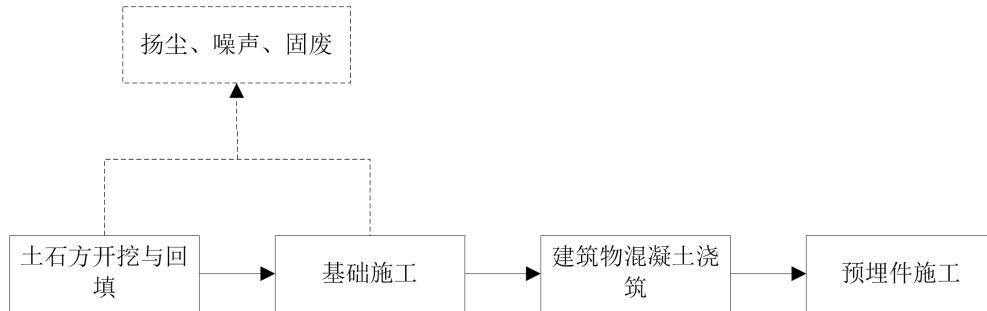 扬尘、噪声、固废
土石方开挖与回
填
基础施工
建筑物混凝土浇
筑
预埋件施工